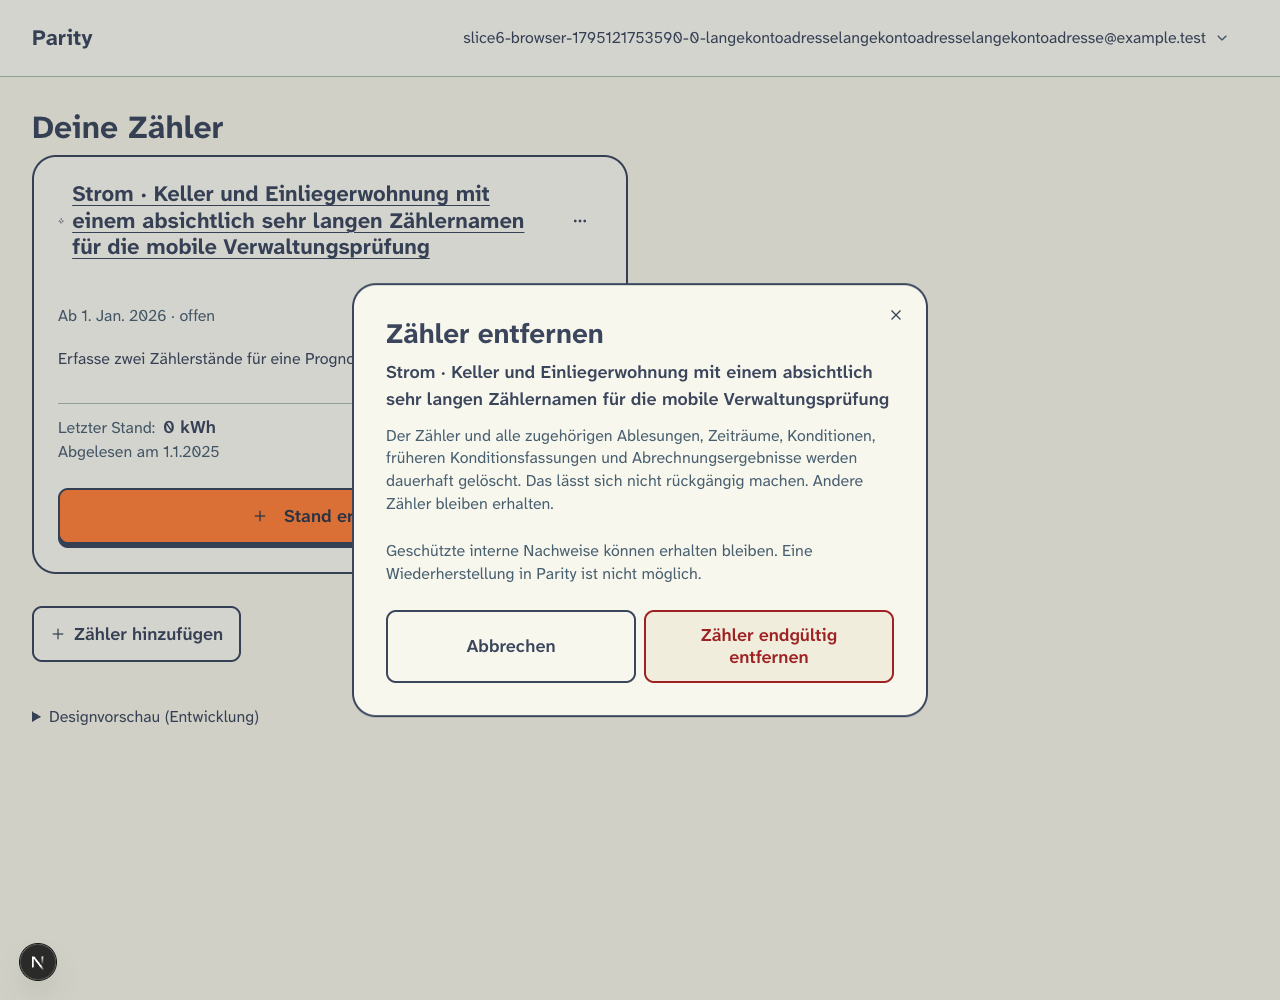 Parity
slice6-browser-1795121753590-0-langekontoadresselangekontoadresselangekontoadresse@example.test
Deine Zähler
Strom · Keller und Einliegerwohnung mit
einem absichtlich sehr langen Zählernamen
für die mobile Verwaltungsprüfung
Ab 1. Jan. 2026 · offen
Erfasse zwei Zählerstände für eine
Letzter Stand: 0 kWh
Abgelesen am 1.1.2025
+ Stand
+ Zähler hinzufügen
Designvorschau (Entwicklung)
Zähler entfernen
Strom · Keller und Einliegerwohnung mit einem absichtlich
sehr langen Zählernamen für die mobile Verwaltungsprüfung
Der Zähler und alle zugehörigen Ablesungen, Zeiträume, Konditionen,
früheren Konditionsfassungen und Abrechnungsergebnisse werden
dauerhaft gelöscht. Das lässt sich nicht rückgängig machen. Andere
Zähler bleiben erhalten.
Geschützte interne Nachweise können erhalten bleiben. Eine
Wiederherstellung in Parity ist nicht möglich.
Abbrechen
Zähler endgültig
entfernen
N